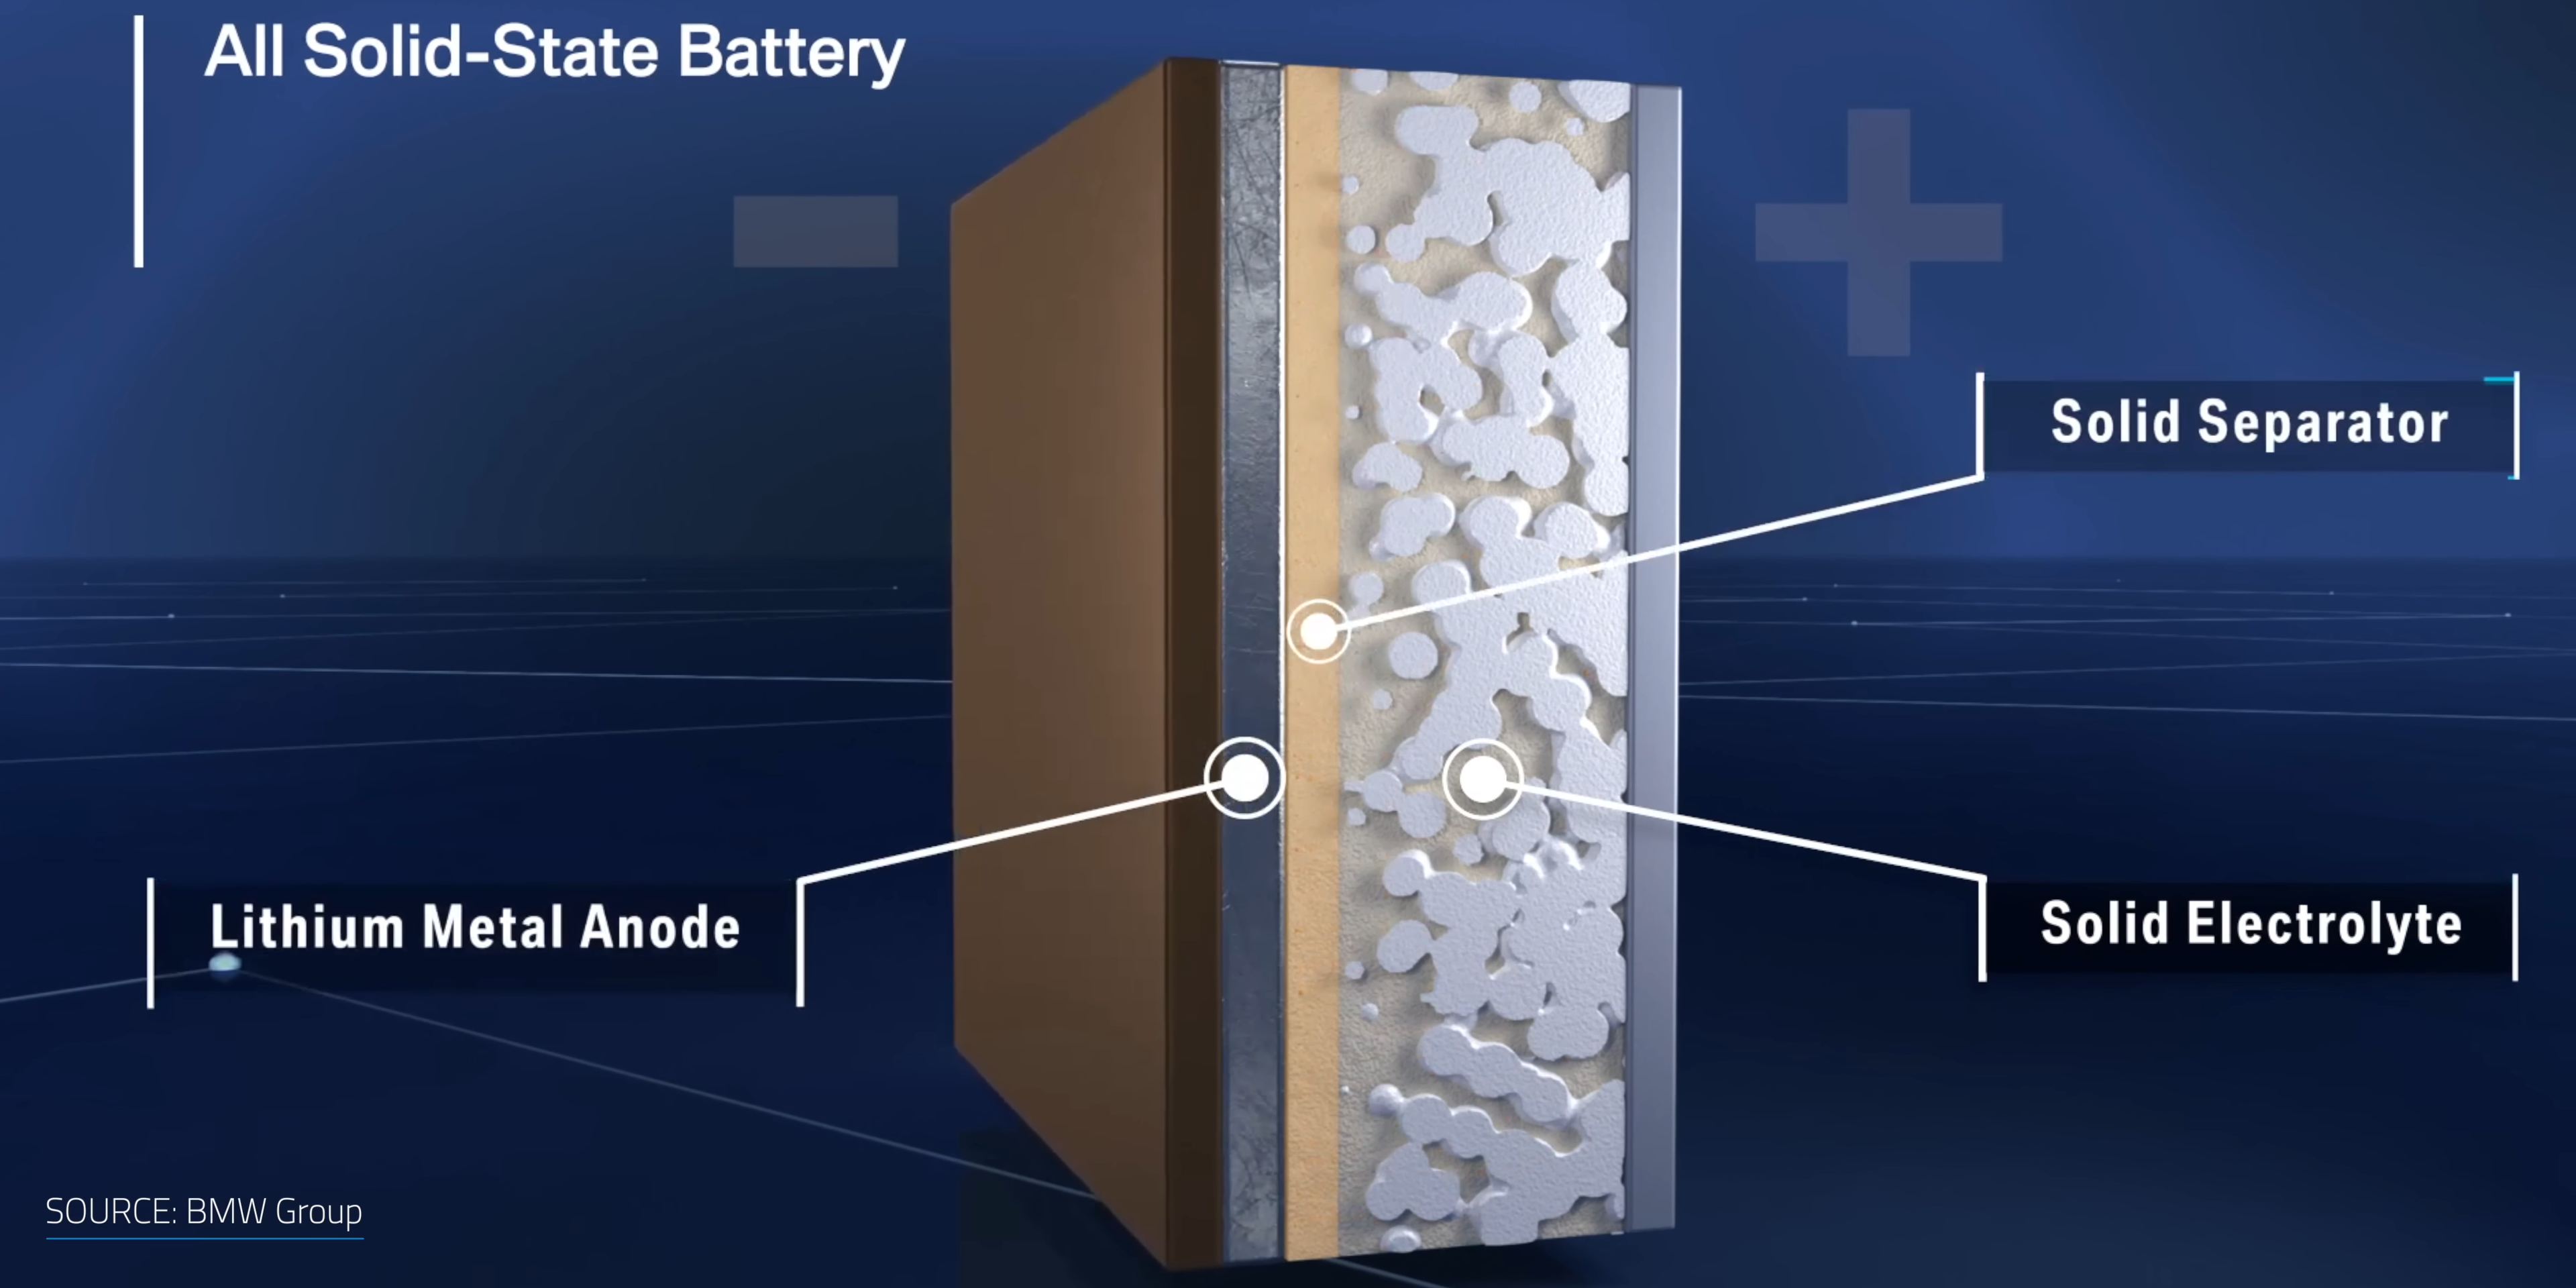 All Solid-State Battery
Solid Separator
Lithium Metal Anode
Solid Electrolyte
SOURCE: BMW Group